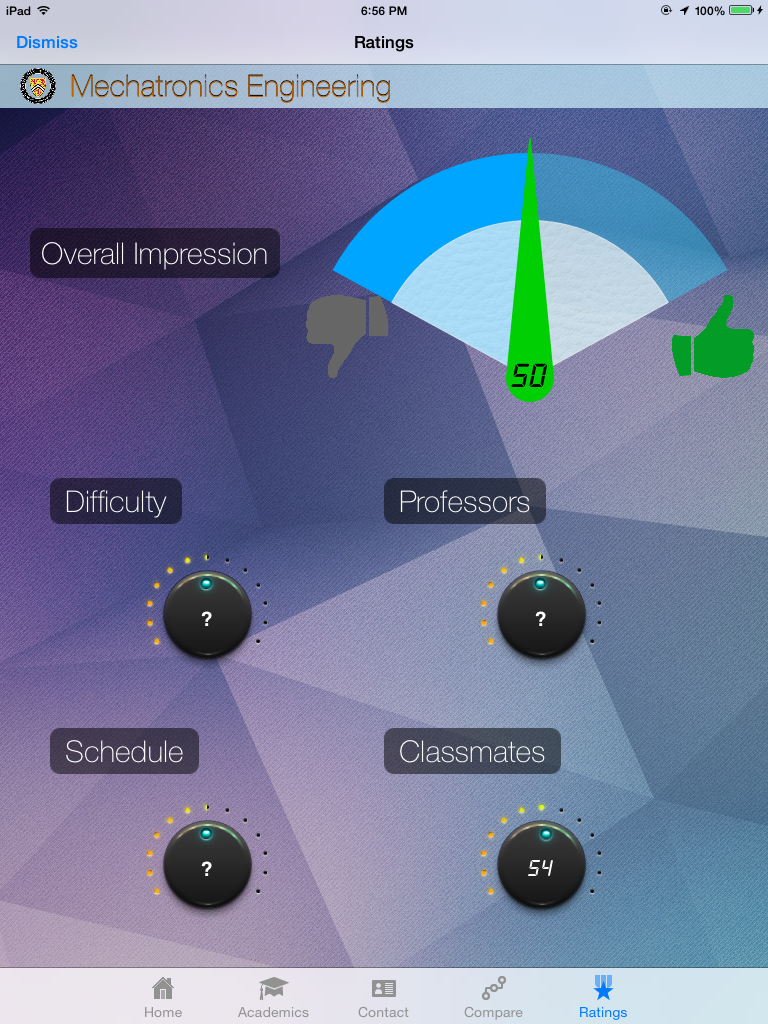 iPad 6:56 PM 100%
Dismiss Ratings
Mechatronics Engineering
Overall Impression
50
Difficulty Professors
? ?
Schedule Classmates
? 54
Home Academics Contact Compare Ratings